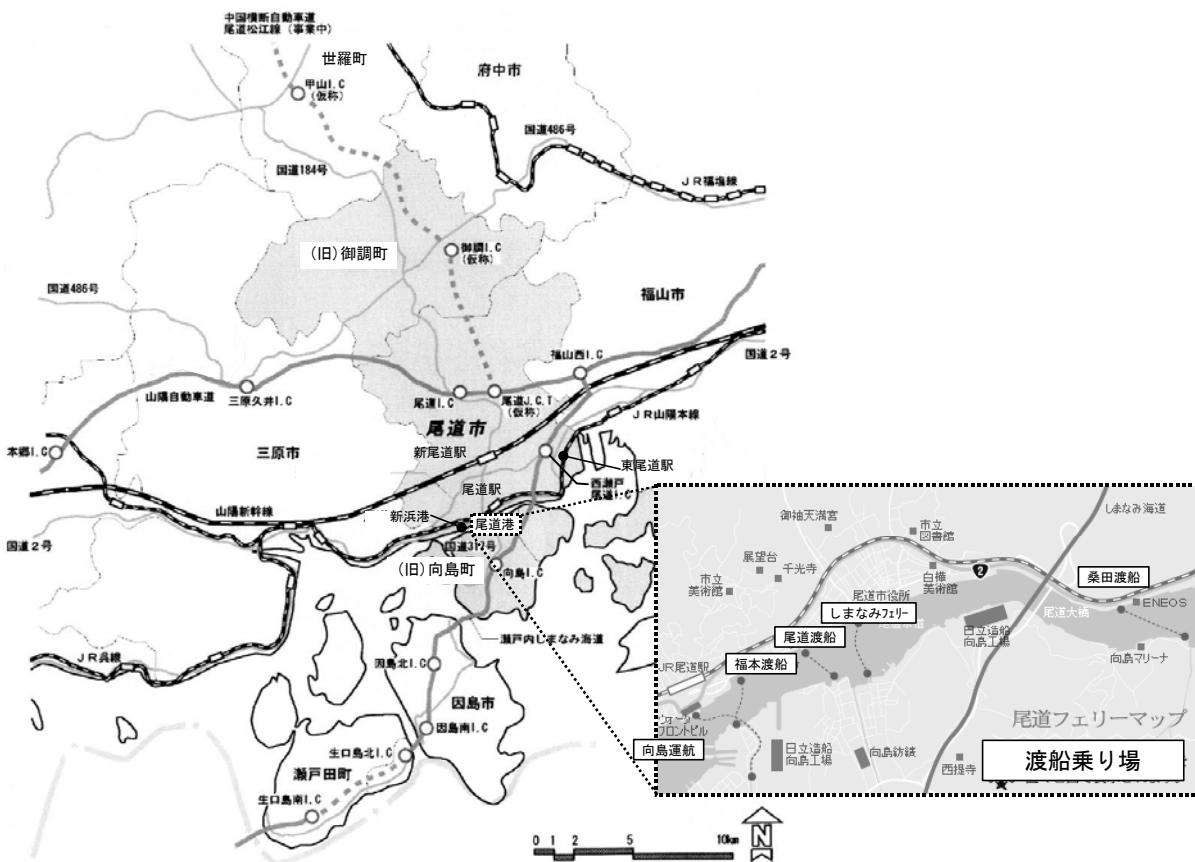 中国横断自動車道
尾道松江線（事業中）
世羅町
府中市
甲山I.C
(仮称)
国道486号
国道184号
JR福塩線
(旧)御調町
御調I.C
(仮称)
国道486号
福山市
国道2号
福山西I.C
山陽自動車道
三原久井I.C
尾道I.C
尾道J.C.T
(仮称)
JR山陽本線
尾道市
本郷I.C
三原市
新尾道駅
東尾道駅
西瀬戸
尾道I.C
尾道駅
山陽新幹線
新浜港
尾道港
国道2号
(旧)向島町
向島I.C
瀬戸内しまなみ海道
JR呉線
因島北I.C
因島市
因島南I.C
生口島北I.C
瀬戸田町
生口島南I.C
0 1 2 5 10km
N
御袖天満宮
市立
図書館
しまなみ海道
展望台
千光寺
市立
美術館
白樺
美術館
2
桑田渡船
尾道市役所
ENEOS
しまなみフェリー
尾道大橋
尾道渡船
日立造船
向島工場
向島マリーナ
福本渡船
JR尾道駅
フロントビル
尾道フェリーマップ
向島運航
日立造船
向島工場
向島紡績
西提寺
渡船乗り場